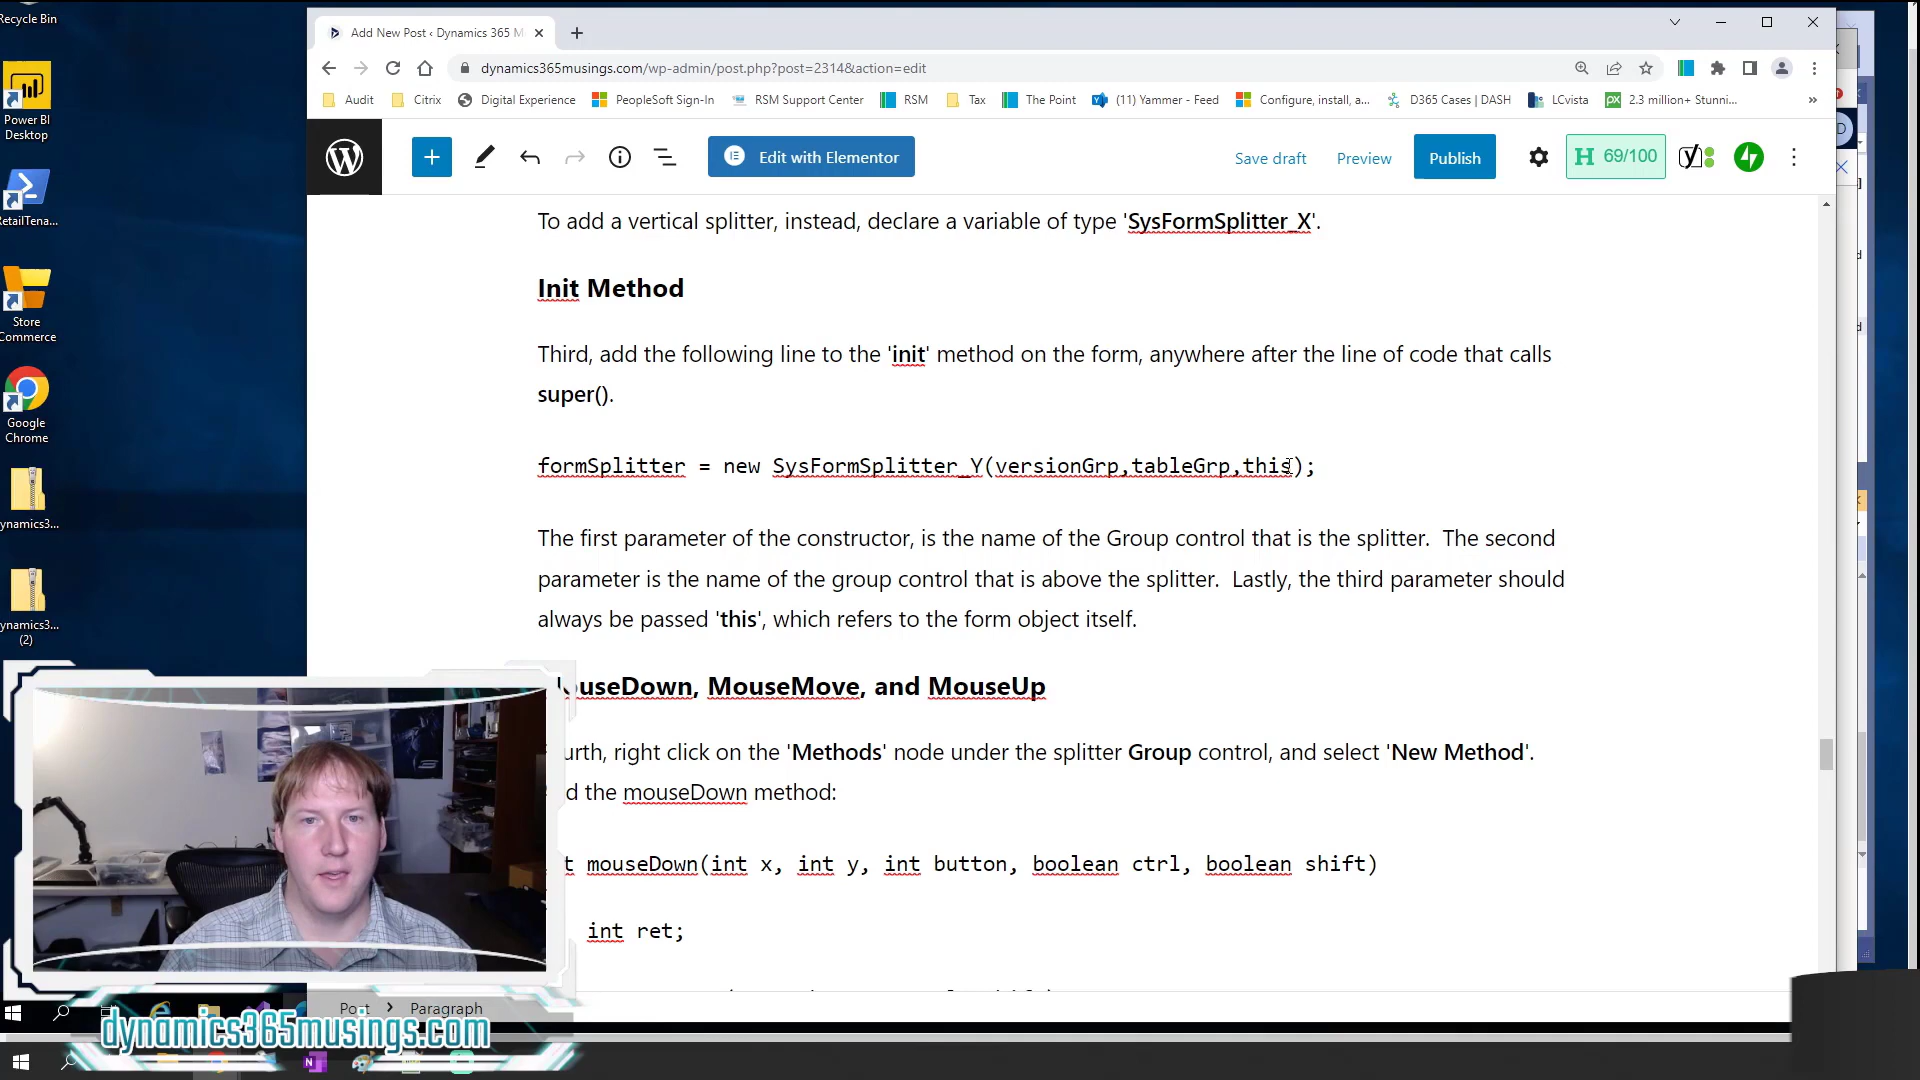 Recycle Bin
Add New Post ‹ Dynamics 365 M
dynamics365musings.com/wp-admin/post.php?post=2314&action=edit
Audit Citrix Digital Experience PeopleSoft Sign-In RSM Support Center RSM Tax The Point (11) Yammer - Feed Configure, install, a... D365 Cases | DASH LCvista 2.3 million+ Stunni... »
Power BI
Desktop
Edit with Elementor Save draft Preview Publish H 69/100
RetailTena...
To add a vertical splitter, instead, declare a variable of type 'SysFormSplitter_X'.
Init Method
Store
Commerce
Third, add the following line to the 'init' method on the form, anywhere after the line of code that calls
super().
Google
Chrome
formSplitter = new SysFormSplitter_Y(versionGrp,tableGrp,this);
ynamics3...
The first parameter of the constructor, is the name of the Group control that is the splitter.  The second
parameter is the name of the group control that is above the splitter.  Lastly, the third parameter should
always be passed 'this', which refers to the form object itself.
ynamics3...
(2)
ouseDown, MouseMove, and MouseUp
urth, right click on the 'Methods' node under the splitter Group control, and select 'New Method'.
d the mouseDown method:
t mouseDown(int x, int y, int button, boolean ctrl, boolean shift)
int ret;
Post > Paragraph
dynamics365musings.com